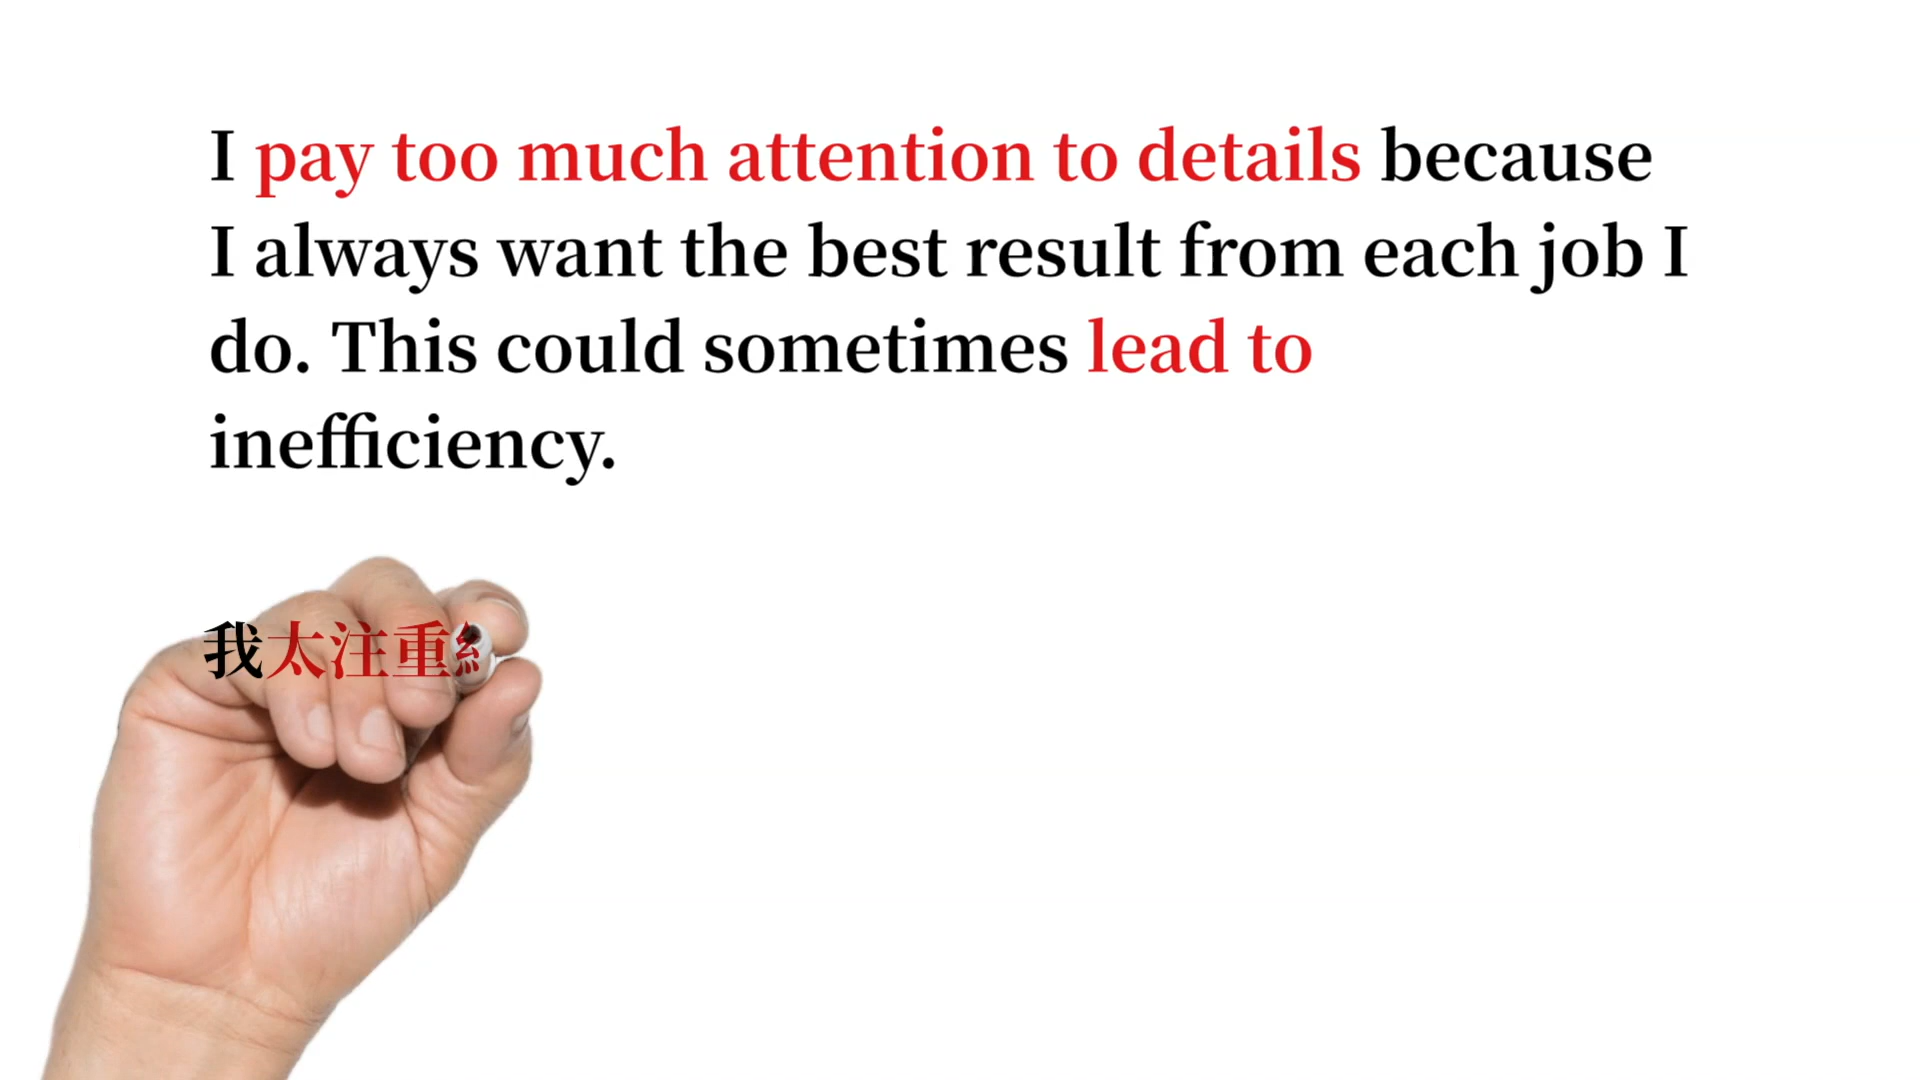 I pay too much attention to details because
I always want the best result from each job I
do. This could sometimes lead to
inefficiency.
我太注重